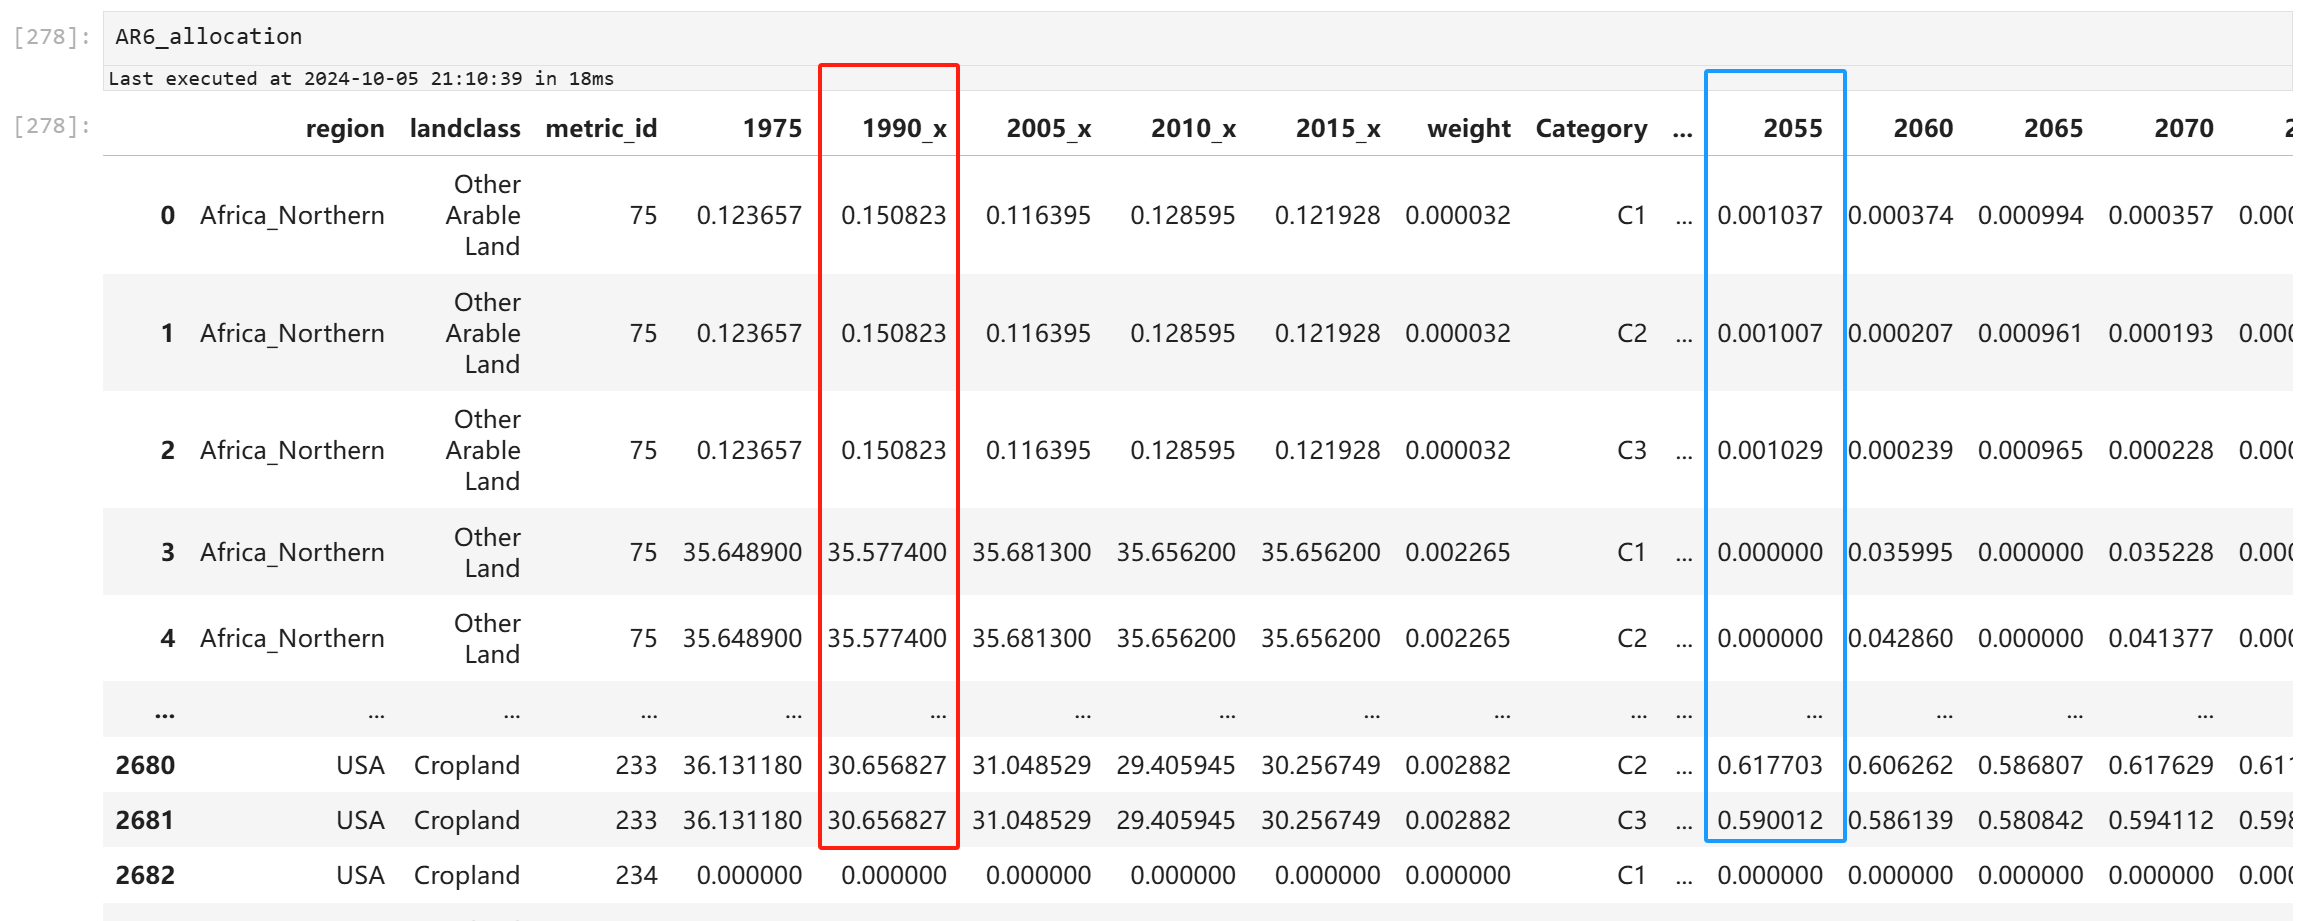 [278]: AR6_allocation
Last executed at 2024-10-05 21:10:39 in 18ms
[278]: region landclass metric_id 1975 1990_x 2005_x 2010_x 2015_x weight Category ... 2055 2060 2065 2070
Other
0 Africa_Northern Arable 75 0.123657 0.150823 0.116395 0.128595 0.121928 0.000032 C1 ... 0.001037 0.000374 0.000994 0.000357 0.000
Land
Other
1 Africa_Northern Arable 75 0.123657 0.150823 0.116395 0.128595 0.121928 0.000032 C2 ... 0.001007 0.000207 0.000961 0.000193 0.000
Land
Other
2 Africa_Northern Arable 75 0.123657 0.150823 0.116395 0.128595 0.121928 0.000032 C3 ... 0.001029 0.000239 0.000965 0.000228 0.000
Land
Other
3 Africa_Northern 75 35.648900 35.577400 35.681300 35.656200 35.656200 0.002265 C1 ... 0.000000 0.035995 0.000000 0.035228 0.000
Land
Other
4 Africa_Northern 75 35.648900 35.577400 35.681300 35.656200 35.656200 0.002265 C2 ... 0.000000 0.042860 0.000000 0.041377 0.000
Land
... ... ... ... ... ... ... ... ... ... ... ... ... ... ... ...
2680 USA Cropland 233 36.131180 30.656827 31.048529 29.405945 30.256749 0.002882 C2 ... 0.617703 0.606262 0.586807 0.617629 0.611
2681 USA Cropland 233 36.131180 30.656827 31.048529 29.405945 30.256749 0.002882 C3 ... 0.590012 0.586139 0.580842 0.594112 0.598
2682 USA Cropland 234 0.000000 0.000000 0.000000 0.000000 0.000000 0.000000 C1 ... 0.000000 0.000000 0.000000 0.000000 0.000